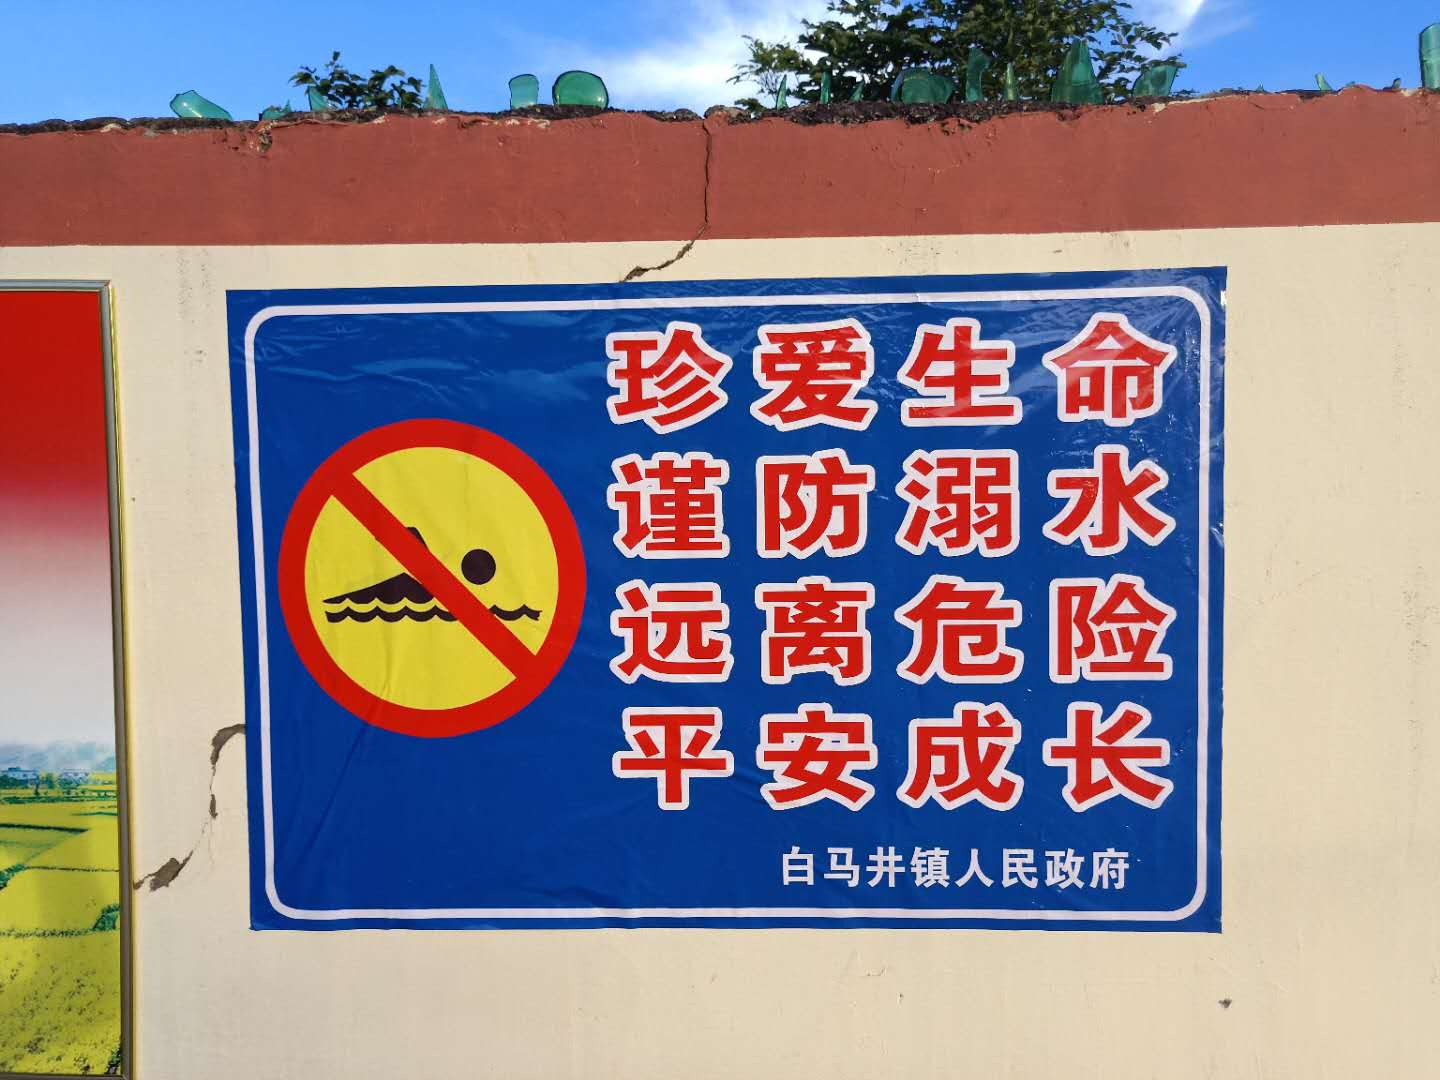 珍爱生命
谨防溺水
远离危险
平安成长
白马井镇人民政府